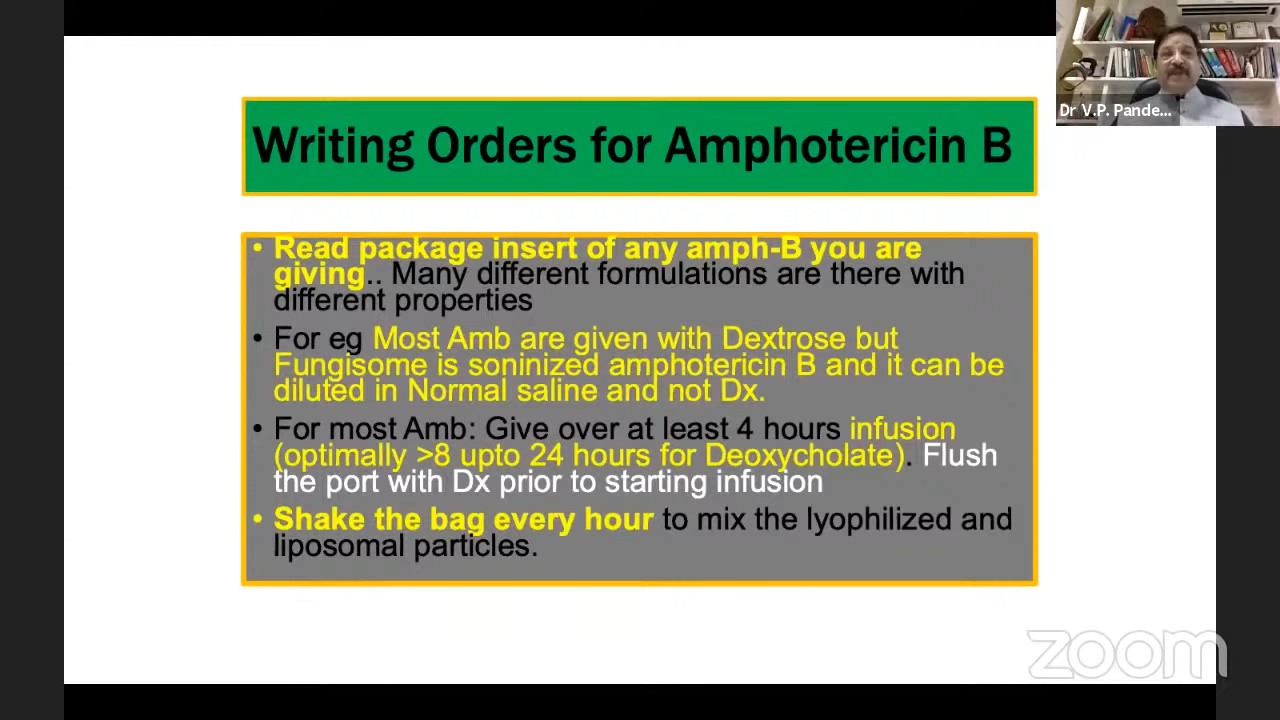 Dr V.P. Pande...
Writing Orders for Amphotericin B
• Read package insert of any amph-B you are
giving.. Many different formulations are there with
different properties
• For eg Most Amb are given with Dextrose but
Fungisome is soninized amphotericin B and it can be
diluted in Normal saline and not Dx.
• For most Amb: Give over at least 4 hours infusion
(optimally >8 upto 24 hours for Deoxycholate). Flush
the port with Dx prior to starting infusion
• Shake the bag every hour to mix the lyophilized and
liposomal particles.
zoom